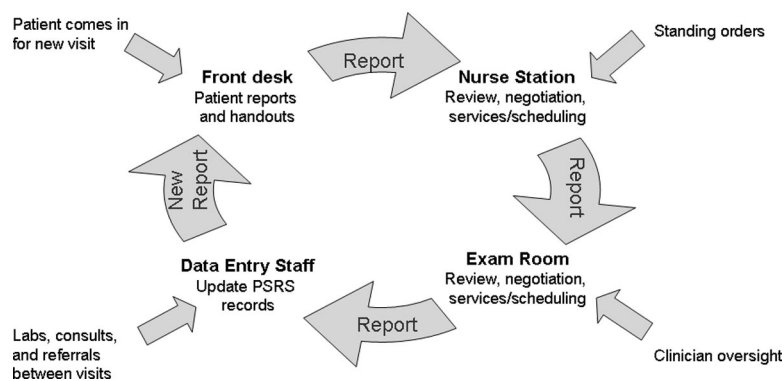 Patient comes in
for new visit
Standing orders
Front desk
Patient reports
and handouts
Report
Nurse Station
Review, negotiation,
services/scheduling
Report
Exam Room
Review, negotiation,
services/scheduling
Clinician oversight
Report
Data Entry Staff
Update PSRS
records
Labs, consults,
and referrals
between visits
New
Report